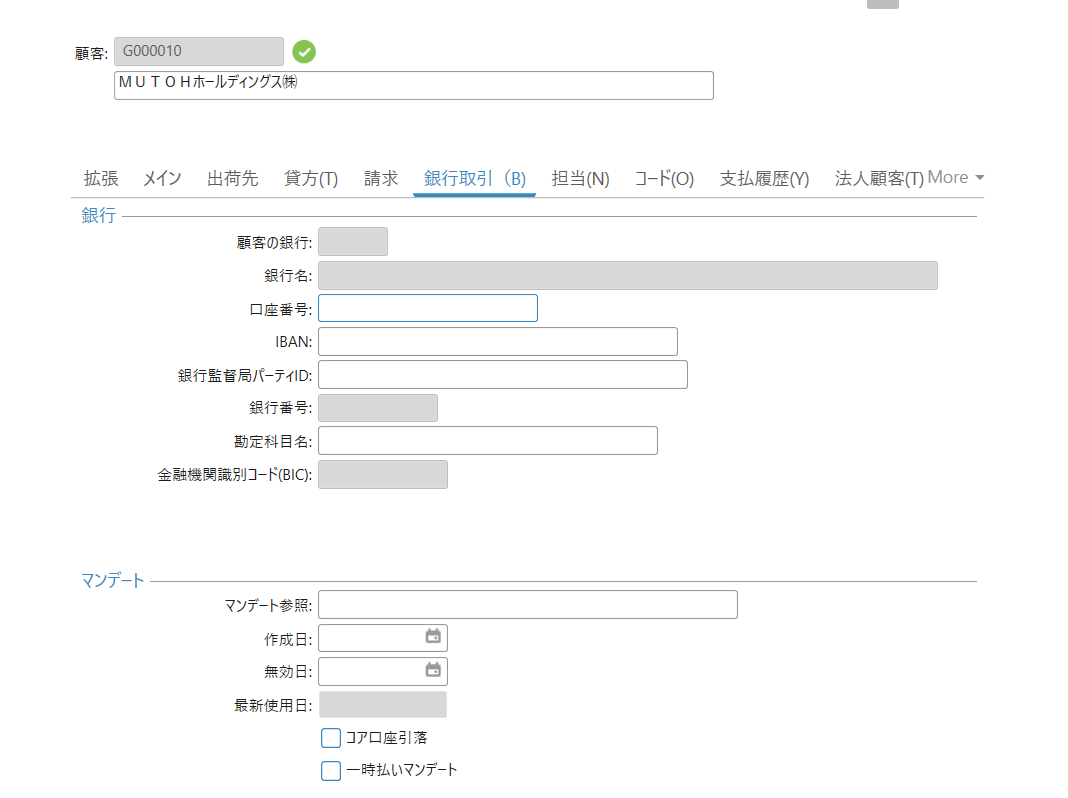 顧客: G000010
ＭＵＴＯＨホールディングス㈱
拡張 メイン 出荷先 貸方(T) 請求 銀行取引（B) 担当(N) コード(O) 支払履歴(Y) 法人顧客(T) More
銀行
顧客の銀行:
銀行名:
口座番号:
IBAN:
銀行監督局パーティID:
銀行番号:
勘定科目名:
金融機関識別コード(BIC):
マンデート
マンデート参照:
作成日:
無効日:
最新使用日:
コア口座引落
一時払いマンデート